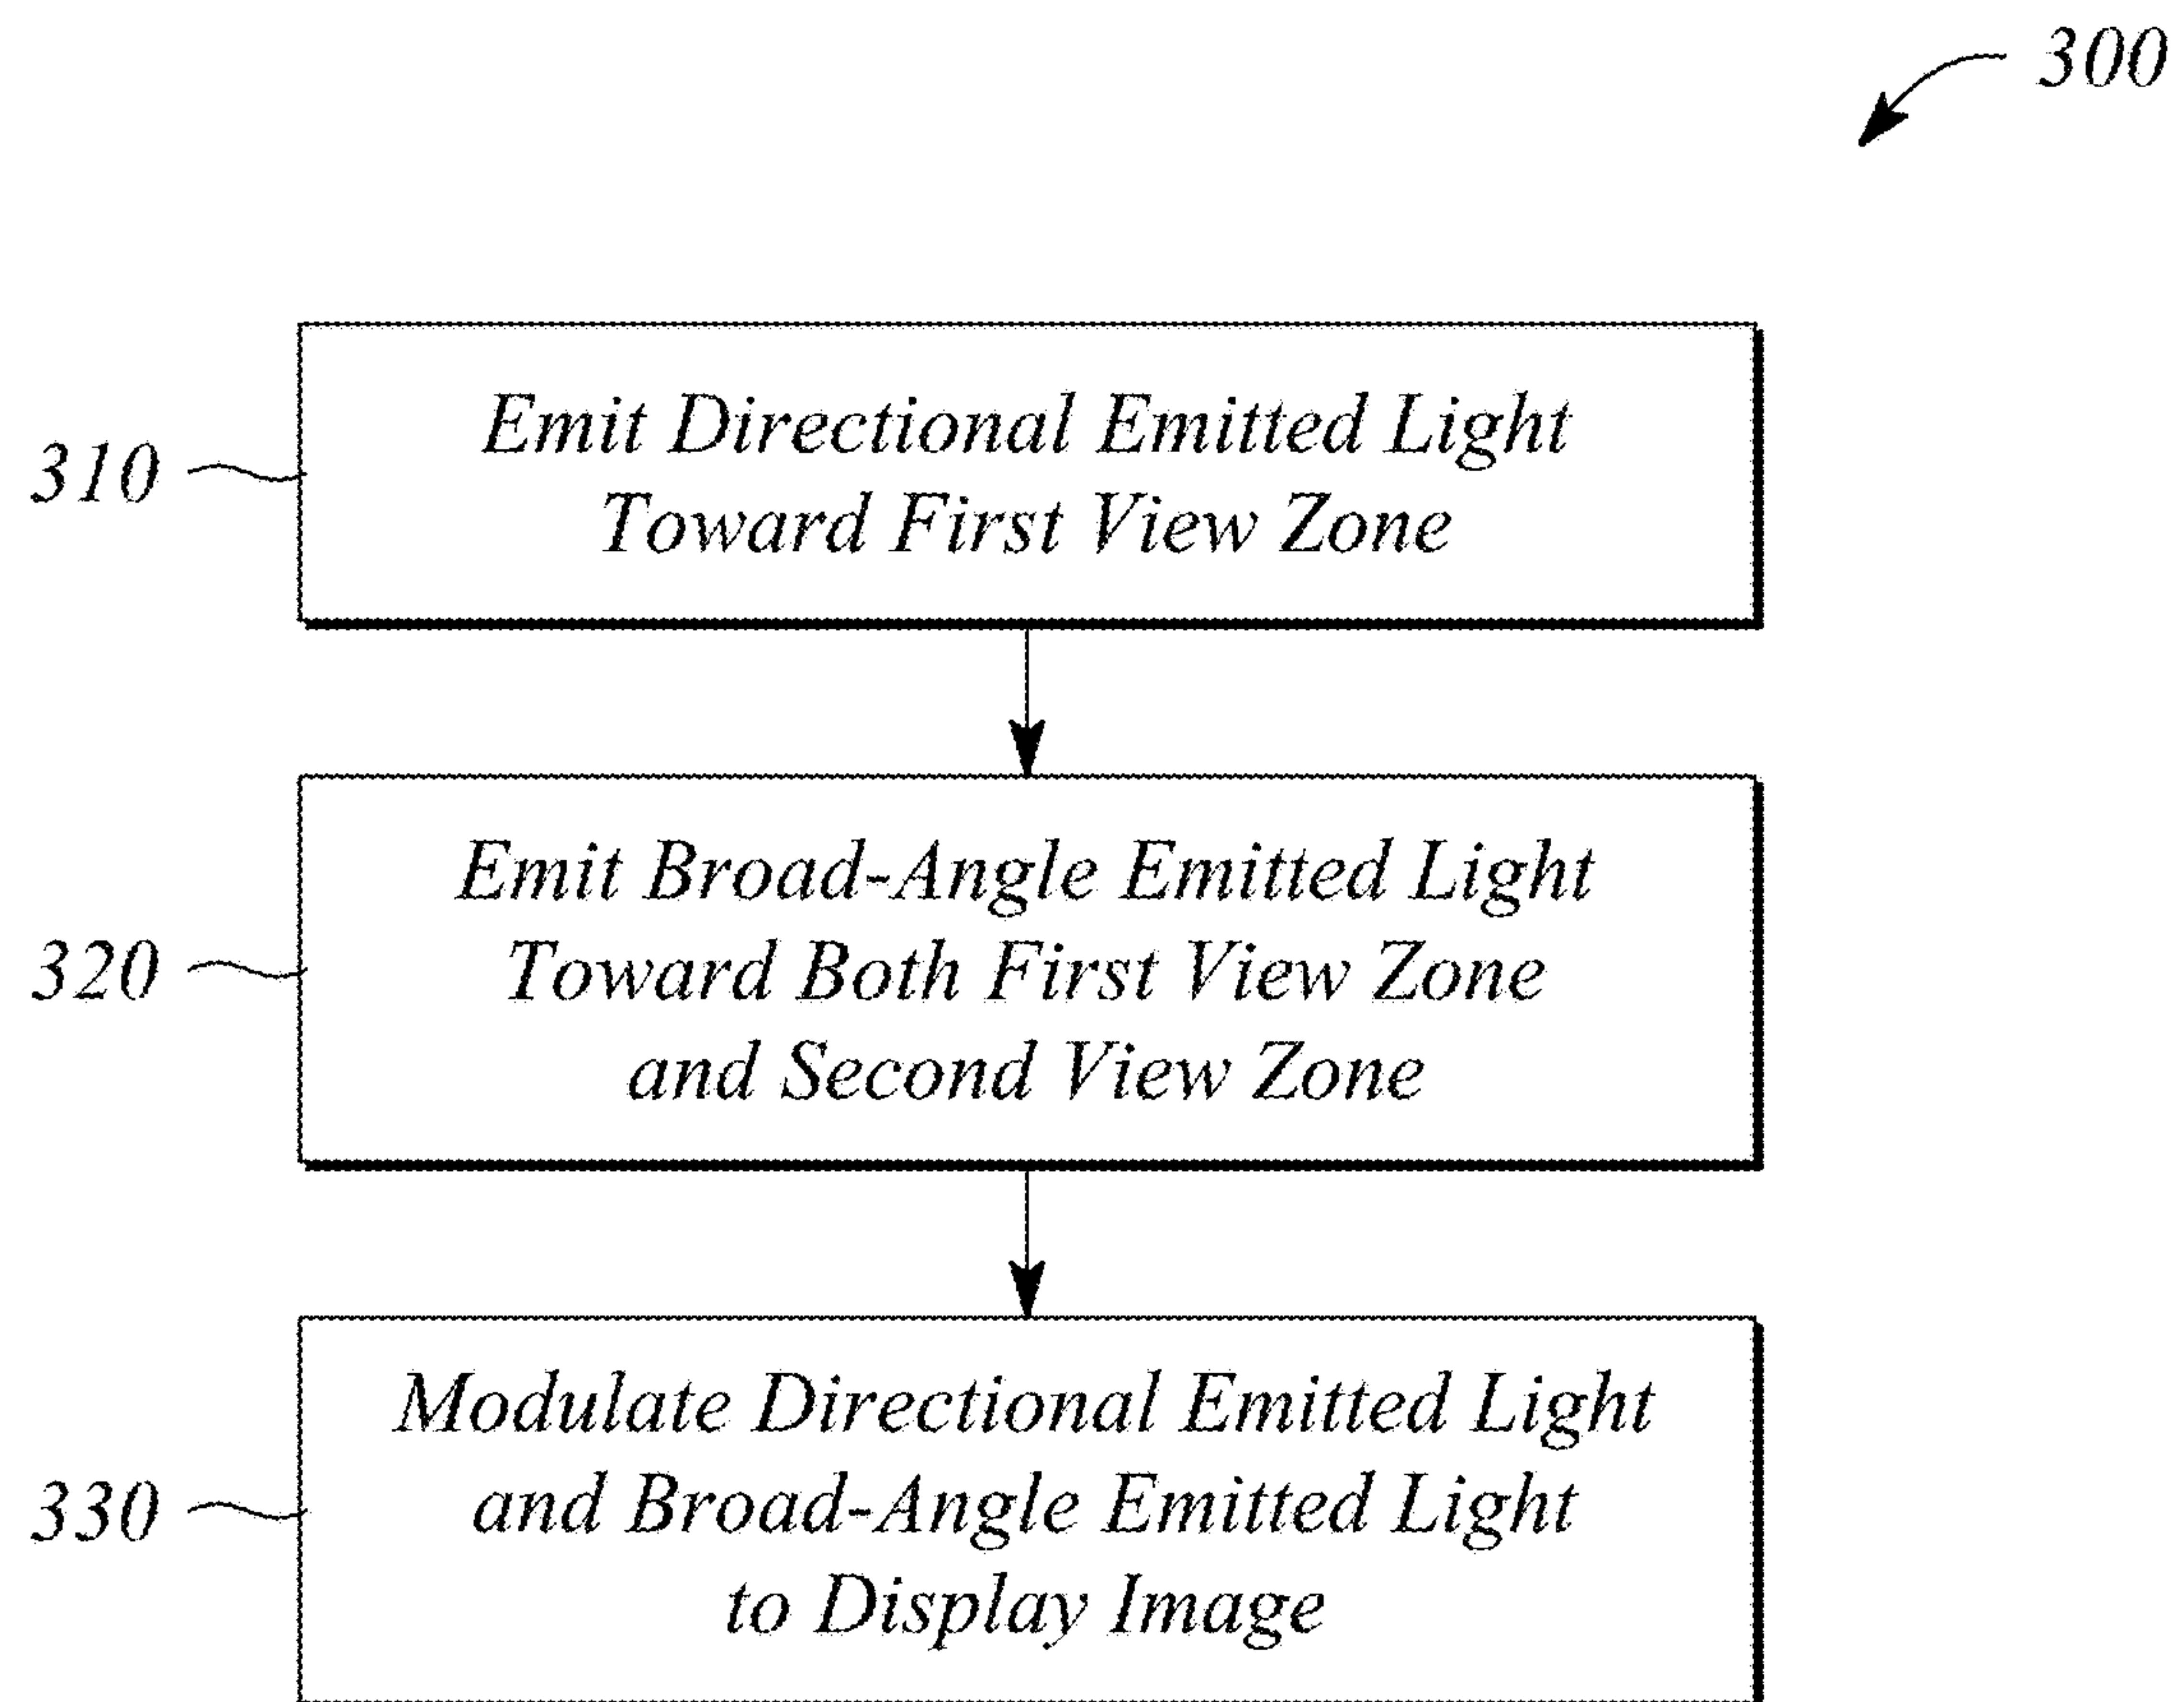 300
310
Emit Directional Emitted Light
Toward First View Zone
320
Emit Broad-Angle Emitted Light
Toward Both First View Zone
and Second View Zone
330
Modulate Directional Emitted Light
and Broad-Angle Emitted Light
to Display Image